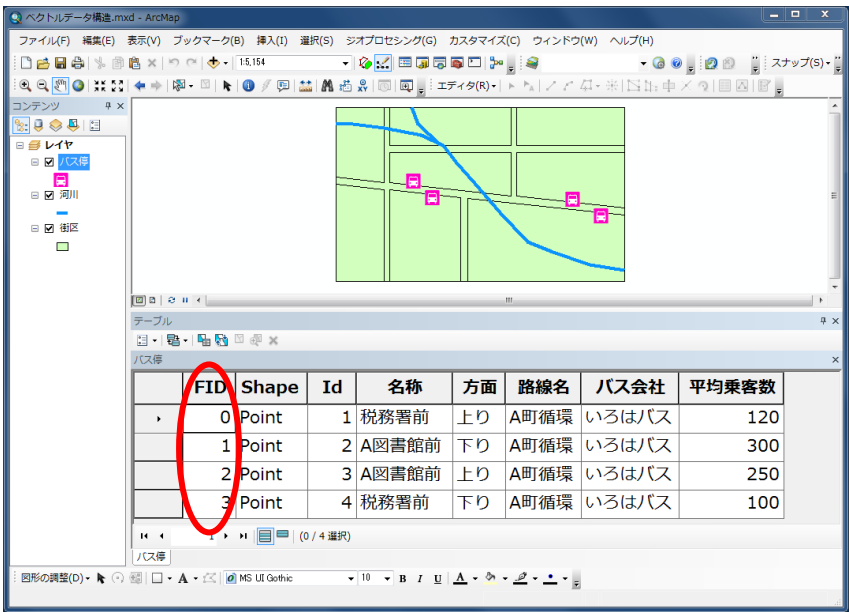 ベクトルデータ構造.mxd - ArcMap
ファイル(F) 編集(E) 表示(V) ブックマーク(B) 挿入(I) 選択(S) ジオプロセシング(G) カスタマイズ(C) ウィンドウ(W) ヘルプ(H)
1:5,154 スナップ(S)
エディタ(R)
コンテンツ
レイヤ
バス停
河川
街区
テーブル
バス停
FID Shape Id 名称 方面 路線名 バス会社 平均乗客数
0 Point 1 税務署前 上り A町循環 いろはバス 120
1 Point 2 A図書館前 下り A町循環 いろはバス 300
2 Point 3 A図書館前 上り A町循環 いろはバス 250
3 Point 4 税務署前 下り A町循環 いろはバス 100
1 (0 / 4 選択)
バス停
図形の調整(D) A MS UI Gothic 10 B I U A